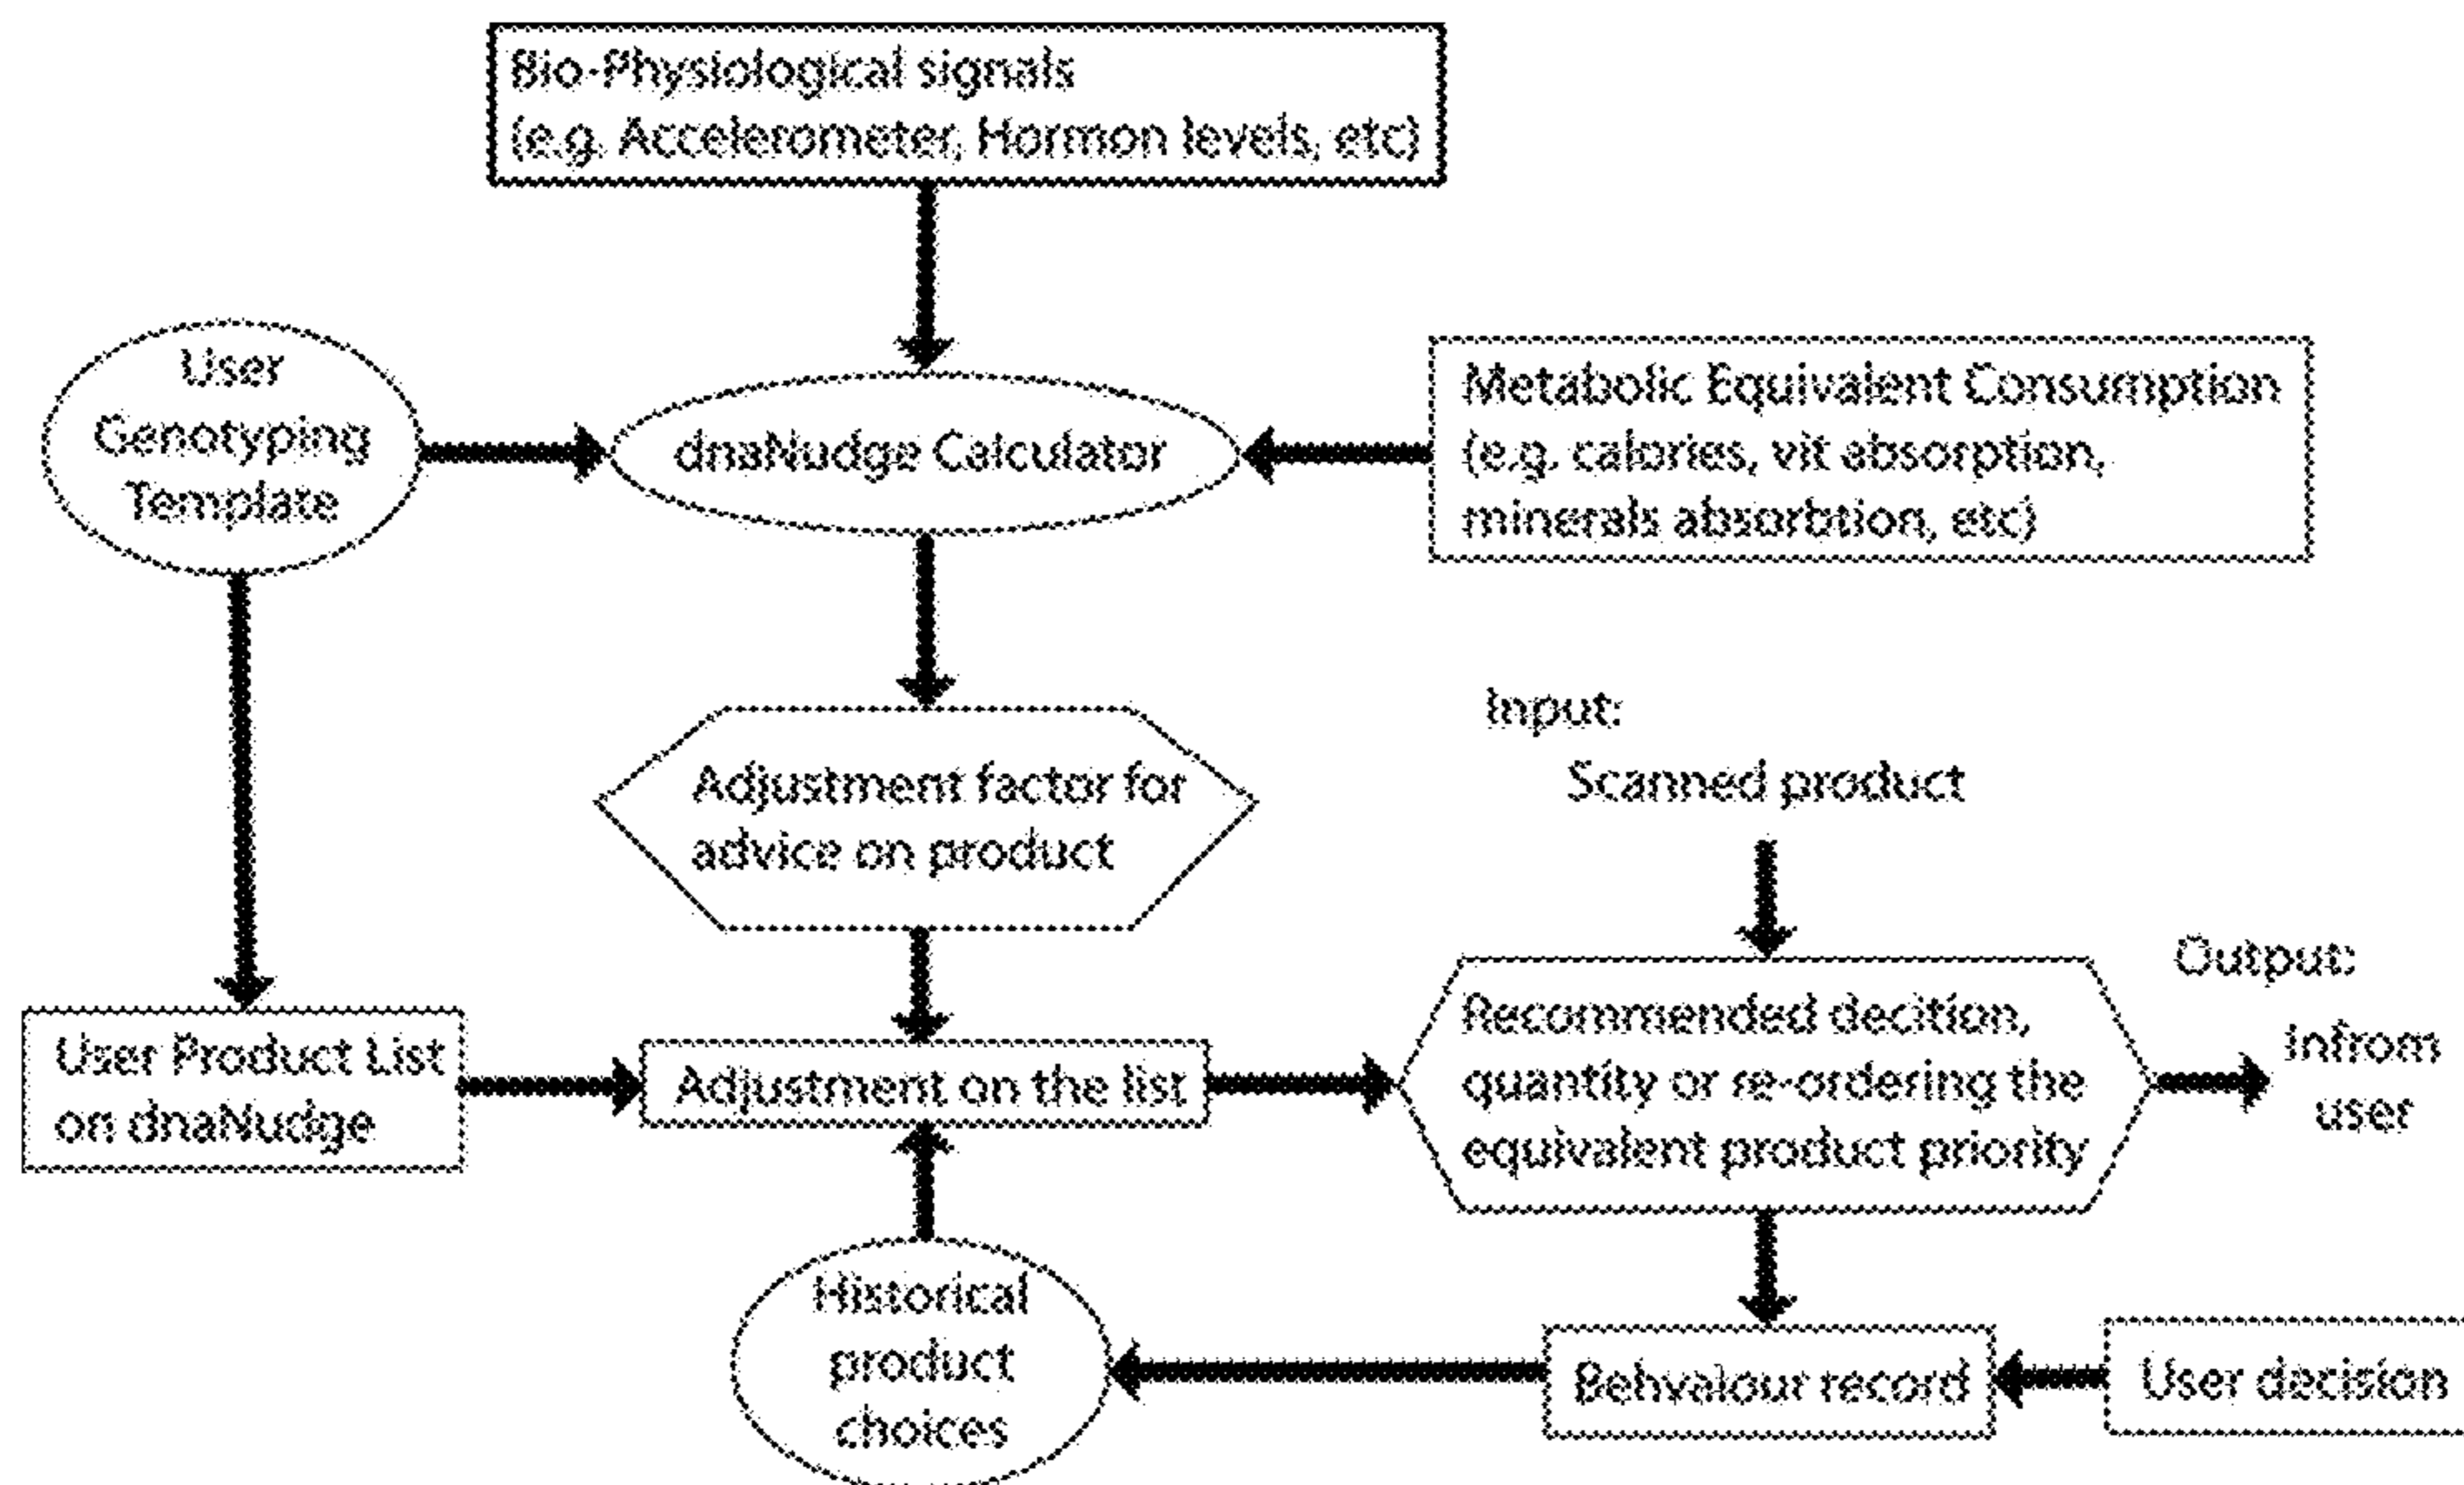 Bio-Physiological signals
(e.g. Accelerometer, Hormon levels, etc)
User
Genotyping
Template
dnaNudge Calculator
Metabolic Equivalent Consumption
(e.g. calories, vit absorption,
minerals absorbtion, etc)
Adjustment factor for
advice on product
Input:
Scanned product
User Product List
on dnaNudge
Adjustment on the list
Recommended decition,
quantity or re-ordering the
equivalent product priority
Output:
Infrom
user
Historical
product
choices
Behvaiour record
User decision